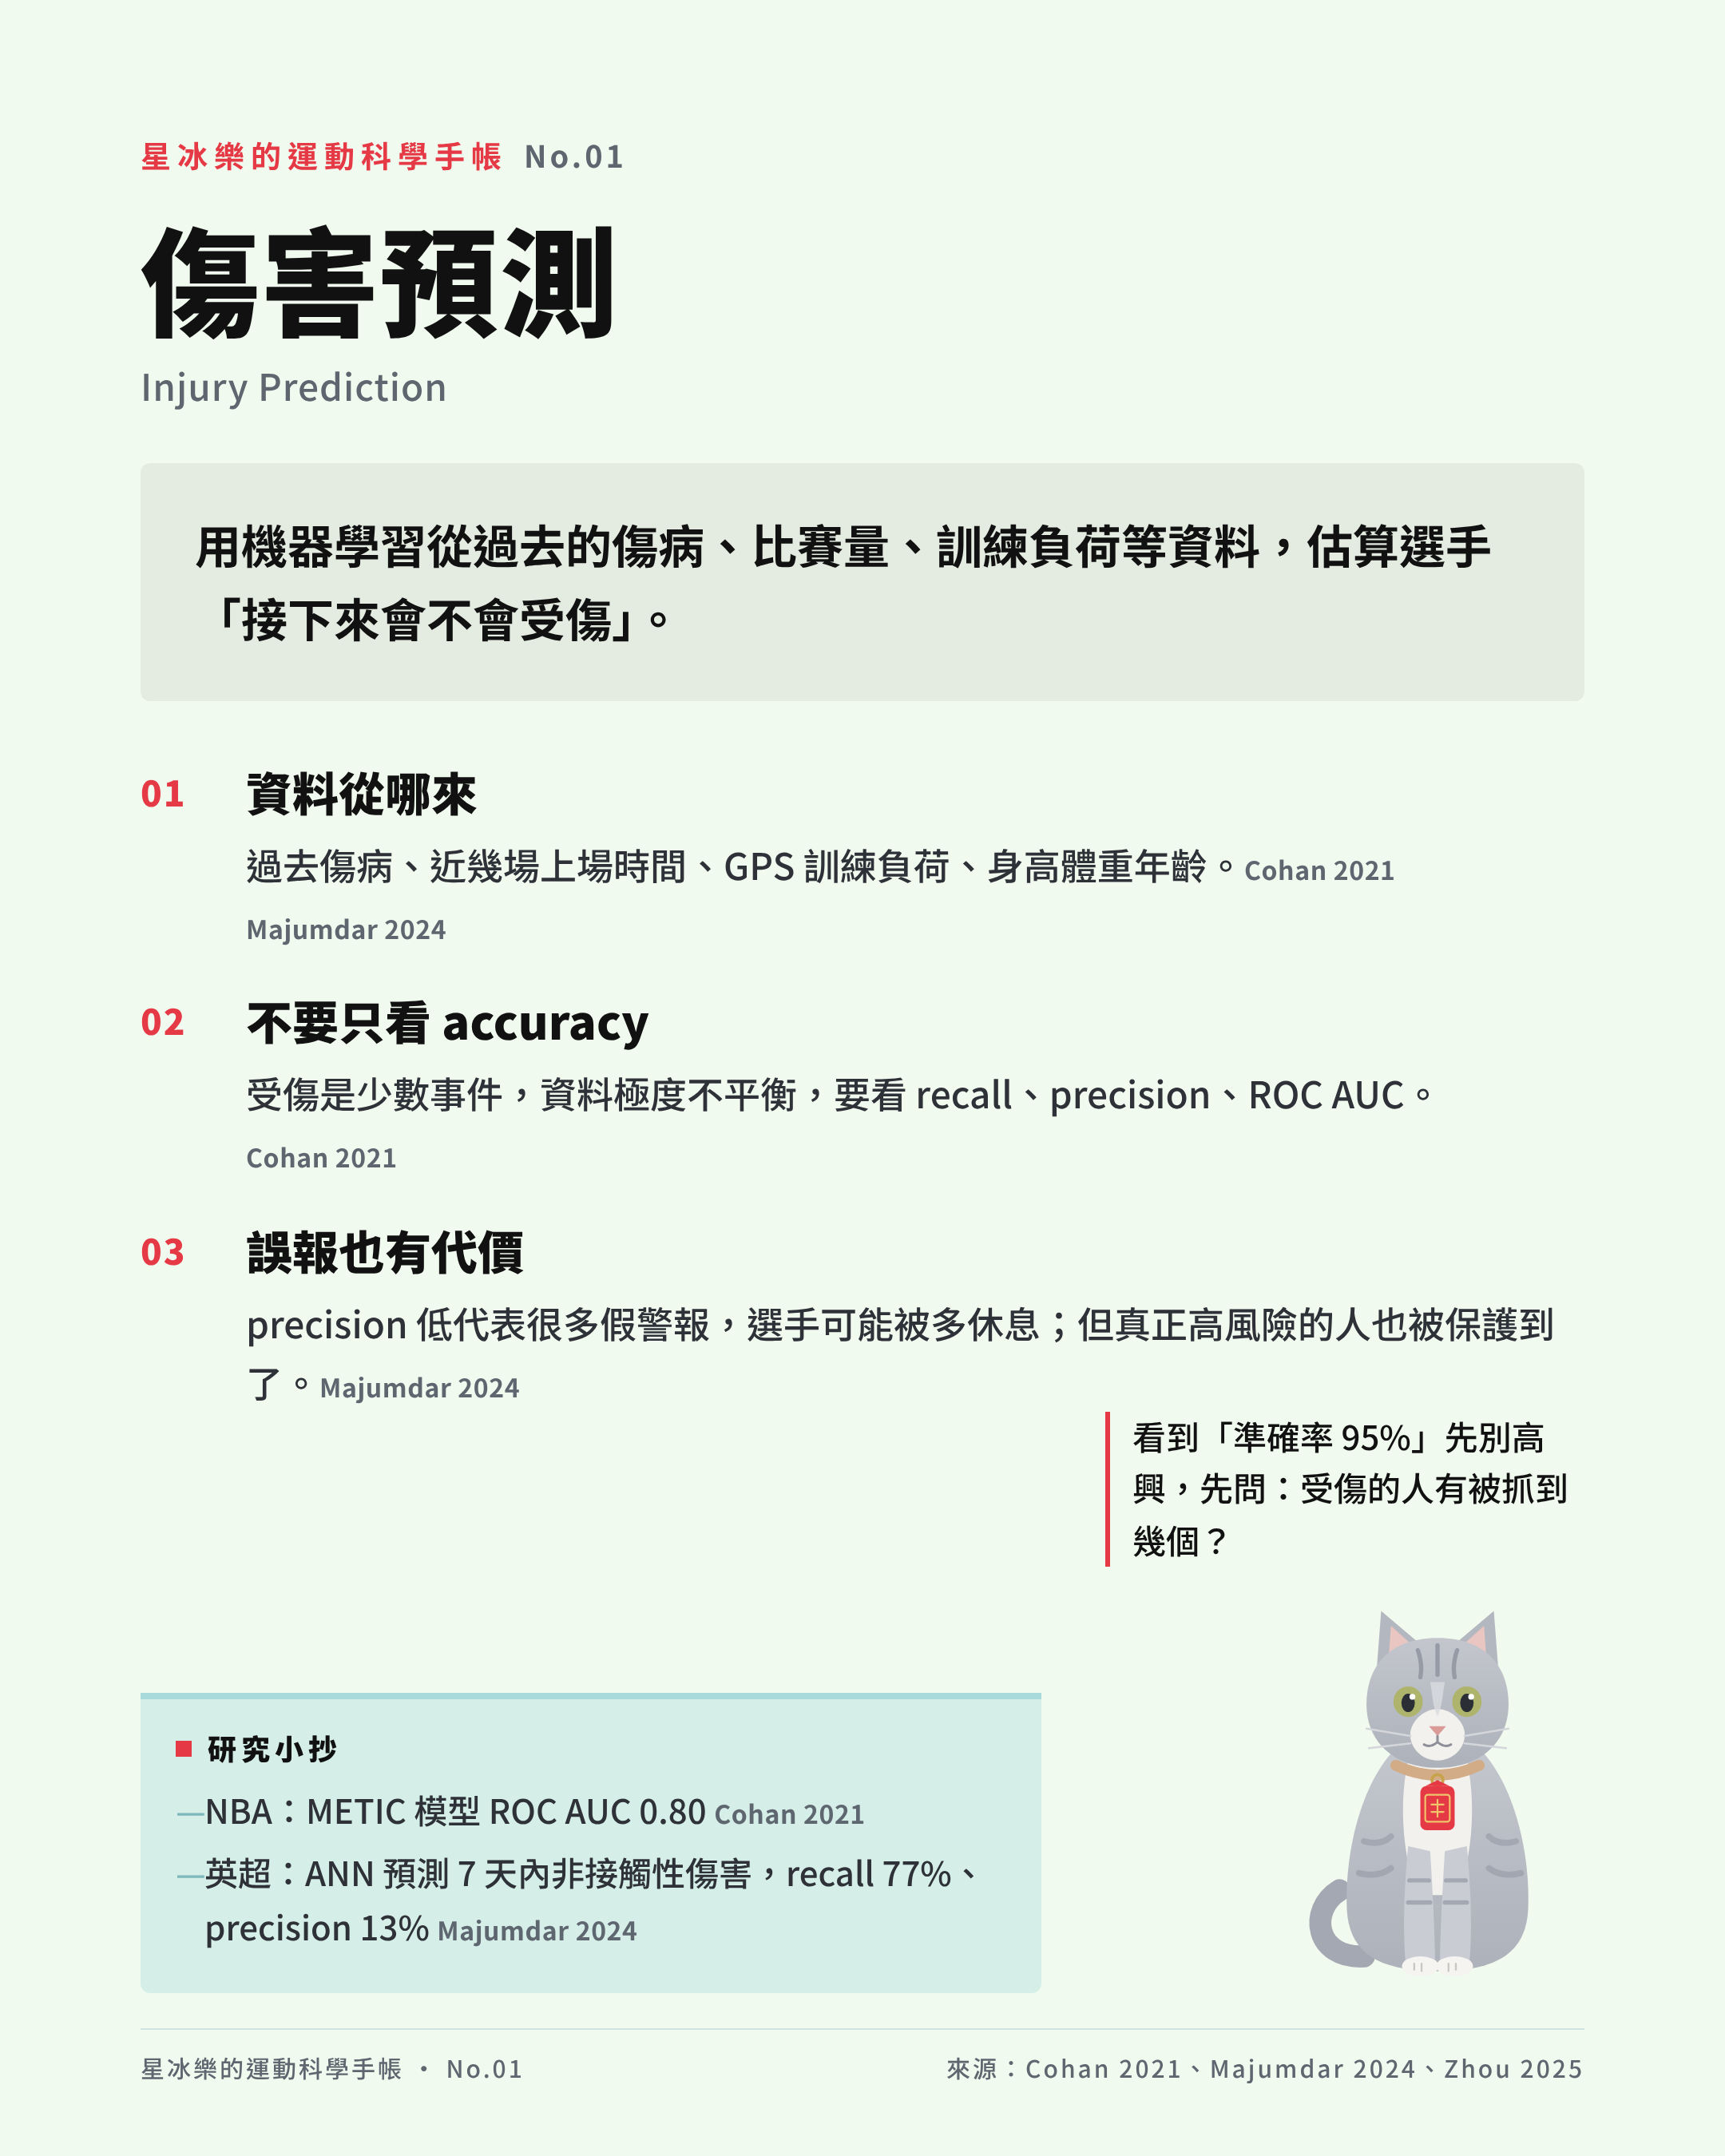 星冰樂的運動科學手帳 No.01
傷害預測
Injury Prediction
用機器學習從過去的傷病、比賽量、訓練負荷等資料，估算選手
「接下來會不會受傷」。
01 資料從哪來
過去傷病、近幾場上場時間、GPS 訓練負荷、身高體重年齡。Cohan 2021
Majumdar 2024
02 不要只看 accuracy
受傷是少數事件，資料極度不平衡，要看 recall、precision、ROC AUC。
Cohan 2021
03 誤報也有代價
precision 低代表很多假警報，選手可能被多休息；但真正高風險的人也被保護到
了。Majumdar 2024
看到「準確率 95%」先別高
興，先問：受傷的人有被抓到
幾個？
研究小抄
—NBA：METIC 模型 ROC AUC 0.80 Cohan 2021
—英超：ANN 預測 7 天內非接觸性傷害，recall 77%、
precision 13% Majumdar 2024
星冰樂的運動科學手帳 · No.01
來源：Cohan 2021、Majumdar 2024、Zhou 2025